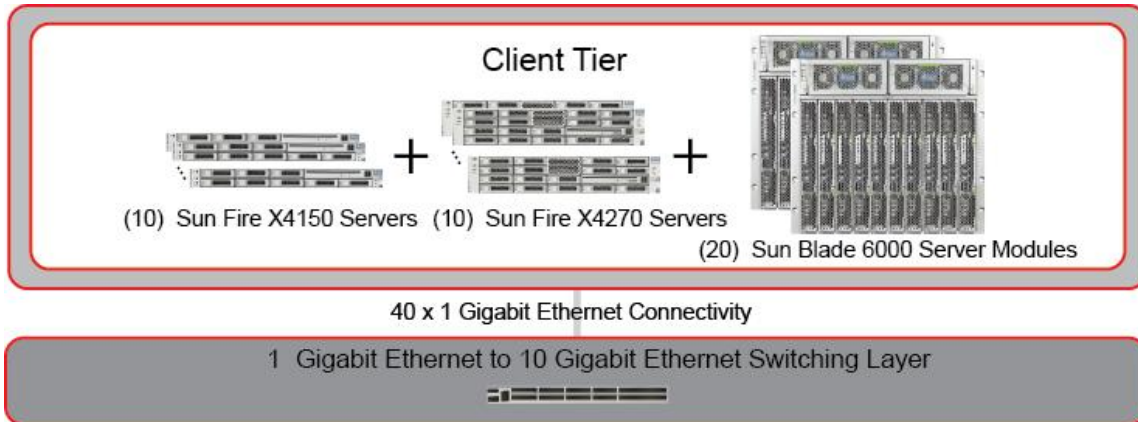 Client Tier
+
+
(10) Sun Fire X4150 Servers
(10) Sun Fire X4270 Servers
(20) Sun Blade 6000 Server Modules
40 x 1 Gigabit Ethernet Connectivity
1 Gigabit Ethernet to 10 Gigabit Ethernet Switching Layer